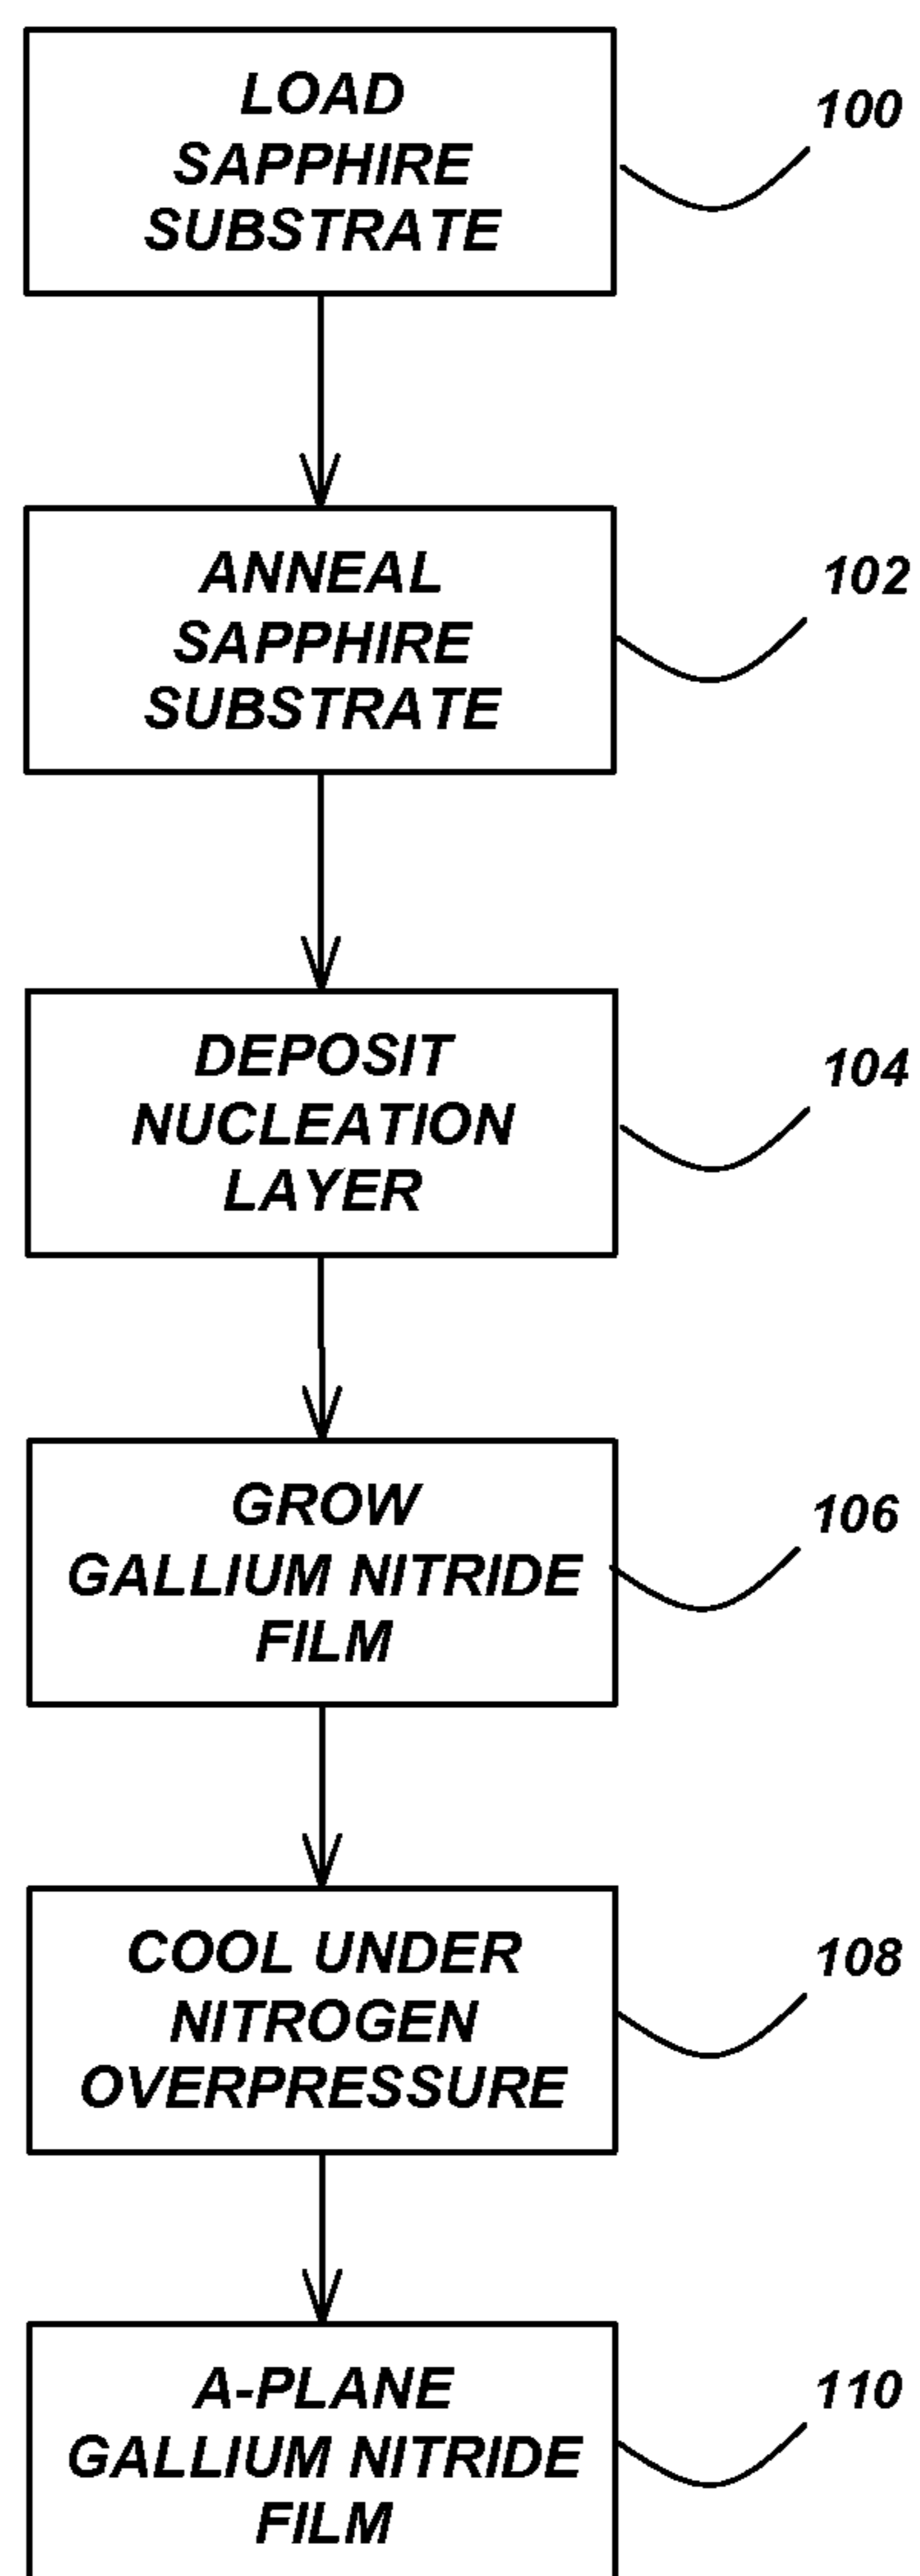 LOAD
SAPPHIRE
SUBSTRATE
100
ANNEAL
SAPPHIRE
SUBSTRATE
102
DEPOSIT
NUCLEATION
LAYER
104
GROW
GALLIUM NITRIDE
FILM
106
COOL UNDER
NITROGEN
OVERPRESSURE
108
A-PLANE
GALLIUM NITRIDE
FILM
110